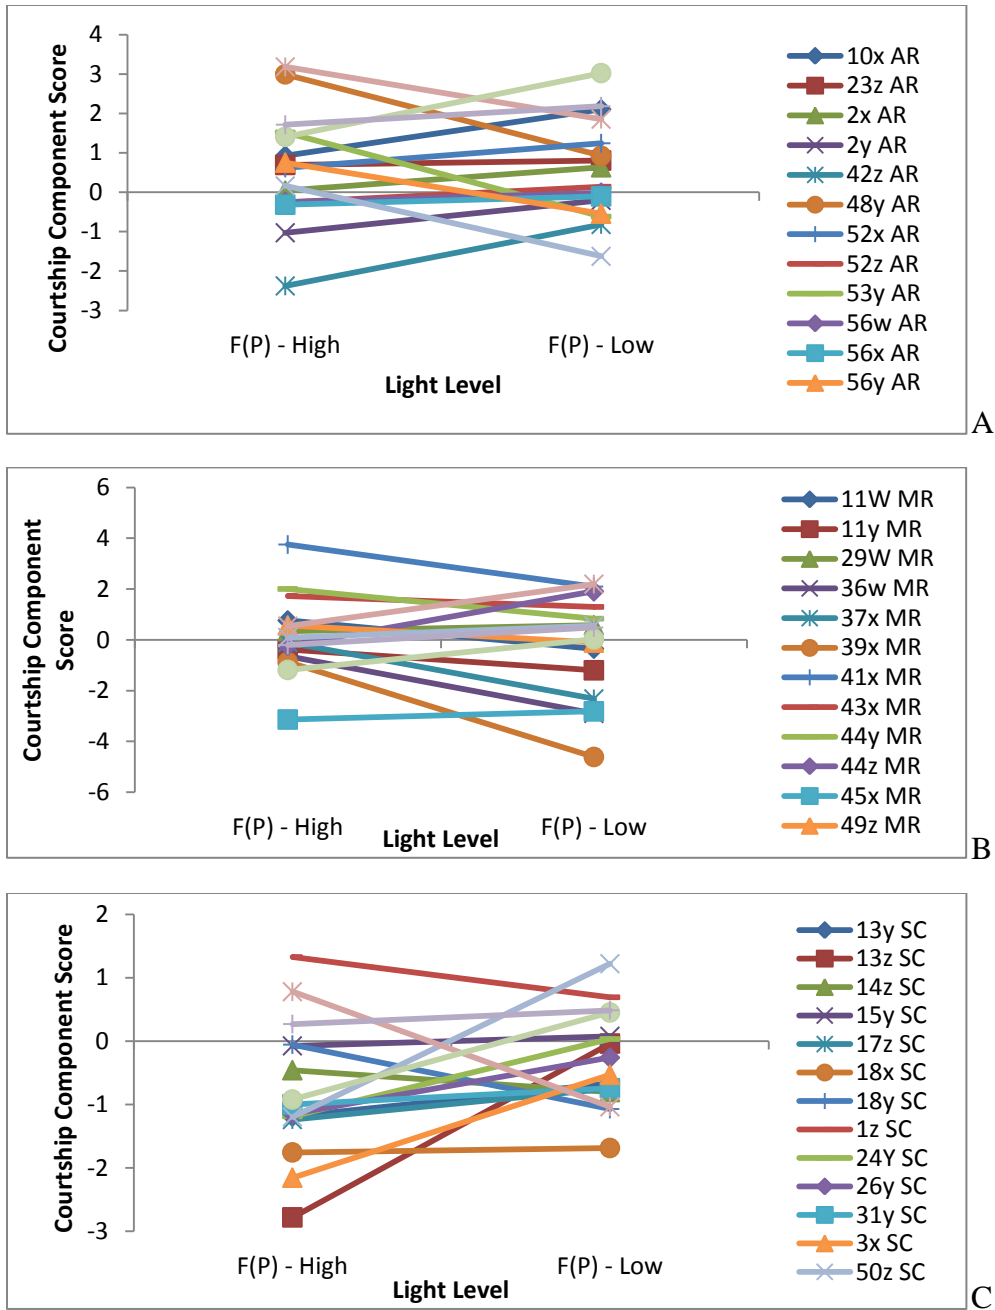 4
3
2
1
0
-1
-2
-3
Courtship Component Score
F(P) - High
F(P) - Low
Light Level
10x AR
23z AR
2x AR
2y AR
42z AR
48y AR
52x AR
52z AR
53y AR
56w AR
56x AR
56y AR
A
6
4
2
0
-2
-4
-6
Courtship Component
Score
F(P) - High
F(P) - Low
Light Level
11W MR
11y MR
29W MR
36w MR
37x MR
39x MR
41x MR
43x MR
44y MR
44z MR
45x MR
49z MR
B
2
1
0
-1
-2
-3
Courtship Component Score
F(P) - High
F(P) - Low
Light Level
13y SC
13z SC
14z SC
15y SC
17z SC
18x SC
18y SC
1z SC
24Y SC
26y SC
31y SC
3x SC
50z SC
C